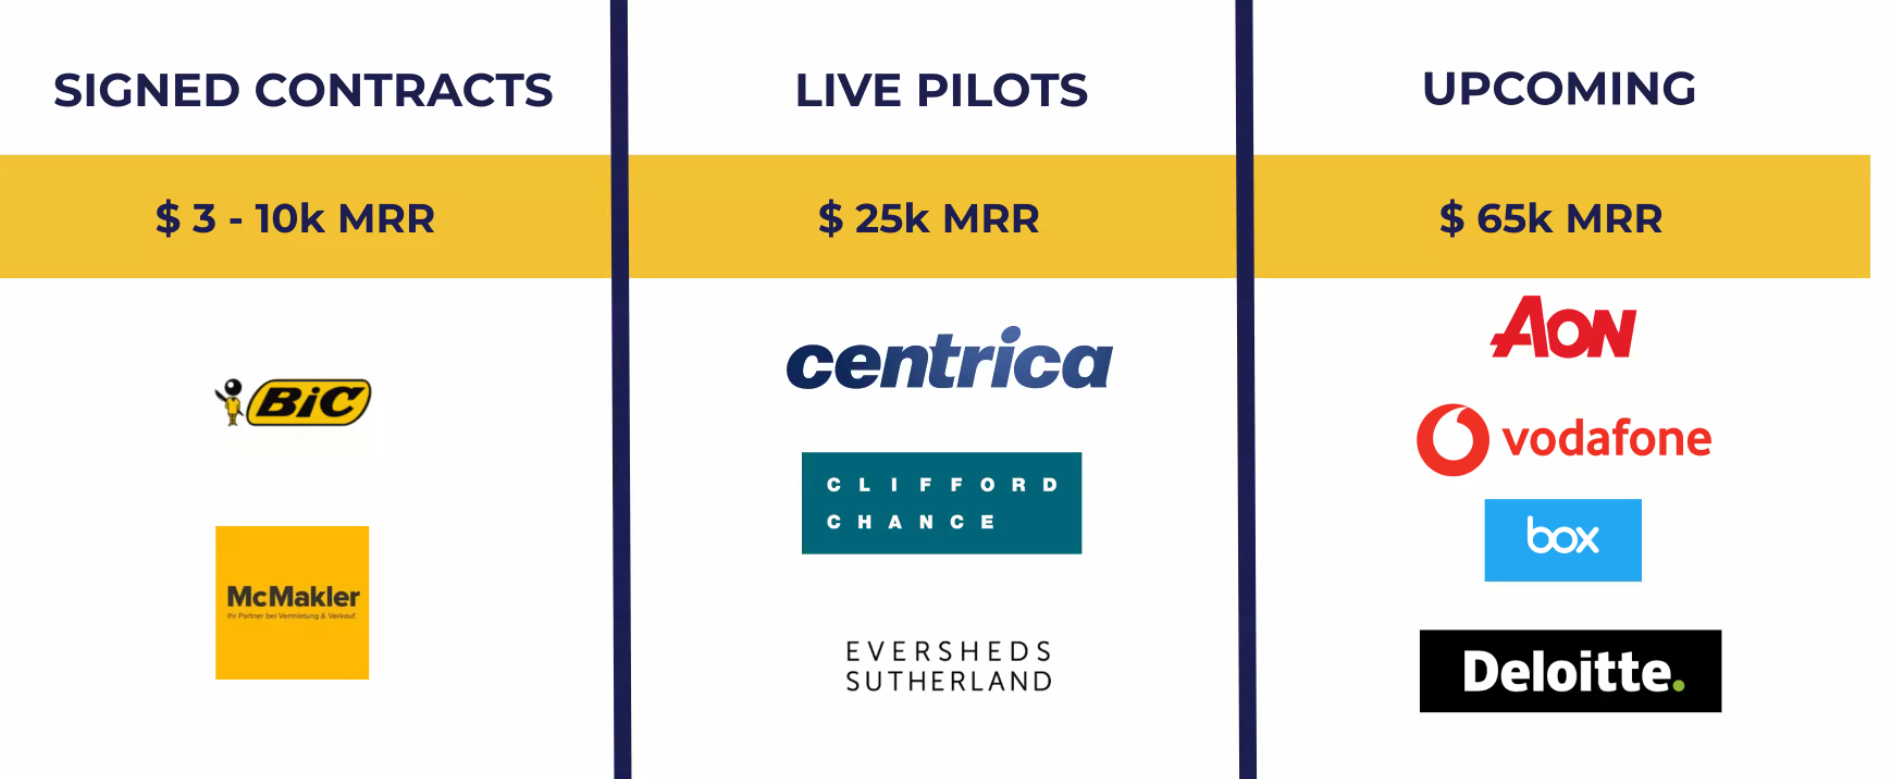 SIGNED CONTRACTS
$ 3 - 10k MRR
BiC
McMakler
Ihr Partner bei Vermietung & Verkauf.
LIVE PILOTS
$ 25k MRR
centrica
CLIFFORD
CHANCE
EVERSHEDS
SUTHERLAND
UPCOMING
$ 65k MRR
AON
vodafone
box
Deloitte.